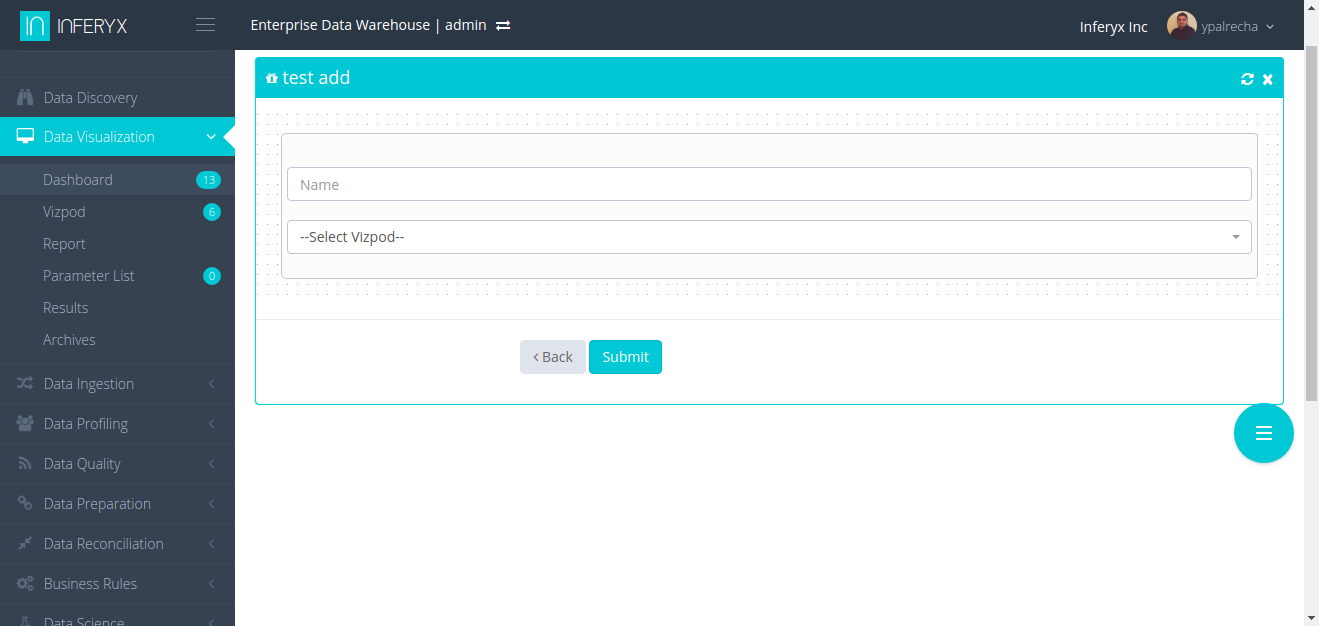 IN INFERYX
Enterprise Data Warehouse | admin
Inferyx Inc
ypalrecha
Data Discovery
Data Visualization
Dashboard 13
Vizpod 6
Report
Parameter List 0
Results
Archives
Data Ingestion
Data Profiling
Data Quality
Data Preparation
Data Reconciliation
Business Rules
Data Science
test add
Name
--Select Vizpod--
Back
Submit